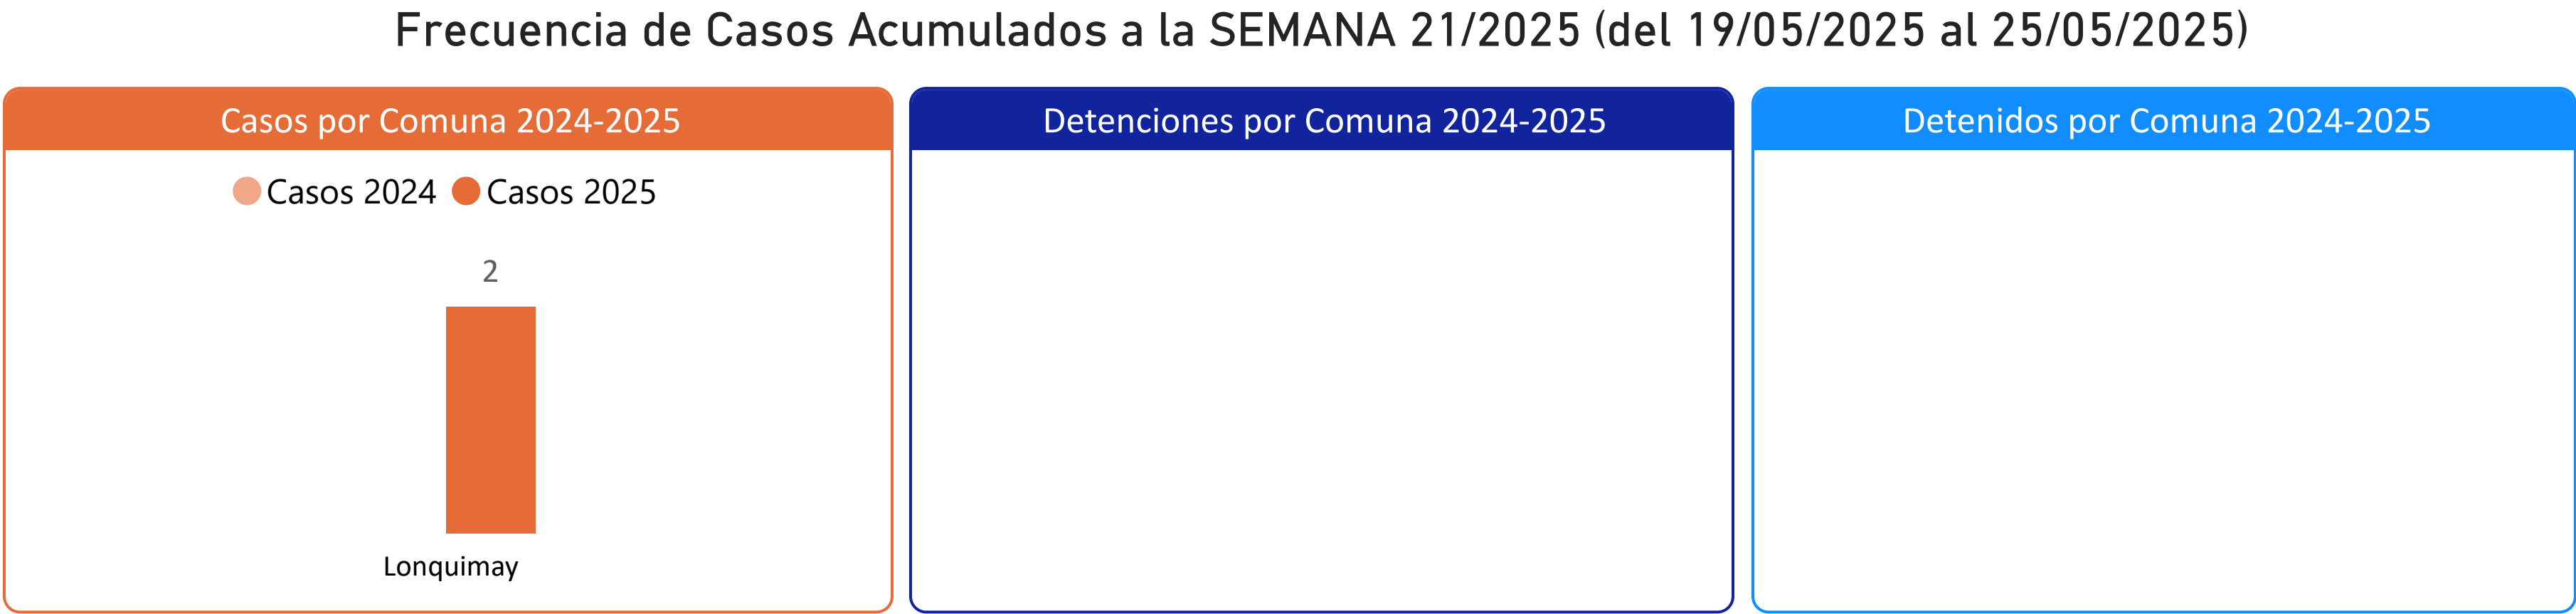 Frecuencia de Casos Acumulados a la SEMANA 21/2025 (del 19/05/2025 al 25/05/2025)
Casos por Comuna 2024-2025
Casos 2024 Casos 2025
2
Lonquimay
Detenciones por Comuna 2024-2025
Detenidos por Comuna 2024-2025